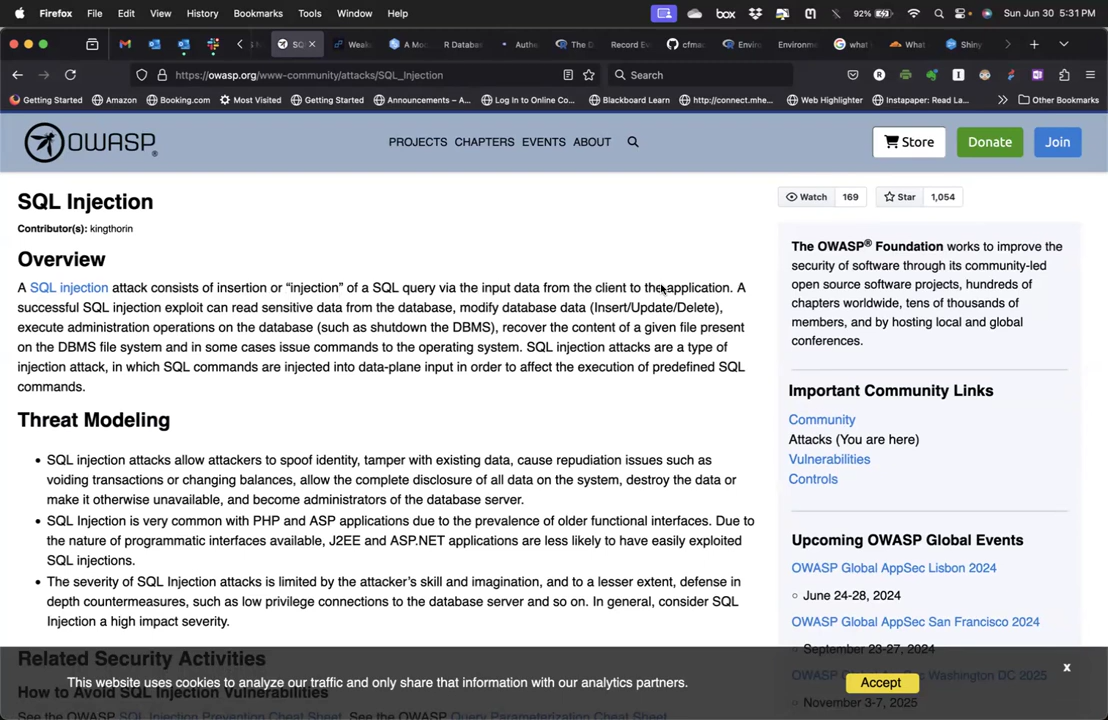 Firefox File Edit View History Bookmarks Tools Window Help box 92% Sun Jun 30 5:31 PM
SQ Weak A Mo R Databa Autho The D Record E cfmac Enviro Environme what What Shiny
https://owasp.org/www-community/attacks/SQL_Injection Search
Getting Started Amazon Booking.com Most Visited Getting Started Announcements – A... Log In to Online Co... Blackboard Learn http://connect.mhe... Web Highlighter Instapaper: Read La... Other Bookmarks
OWASP PROJECTS CHAPTERS EVENTS ABOUT Store Donate Join
SQL Injection
Contributor(s): kingthorin
Overview
A SQL injection attack consists of insertion or “injection” of a SQL query via the input data from the client to the application. A
successful SQL injection exploit can read sensitive data from the database, modify database data (Insert/Update/Delete),
execute administration operations on the database (such as shutdown the DBMS), recover the content of a given file present
on the DBMS file system and in some cases issue commands to the operating system. SQL injection attacks are a type of
injection attack, in which SQL commands are injected into data-plane input in order to affect the execution of predefined SQL
commands.
Threat Modeling
• SQL injection attacks allow attackers to spoof identity, tamper with existing data, cause repudiation issues such as
voiding transactions or changing balances, allow the complete disclosure of all data on the system, destroy the data or
make it otherwise unavailable, and become administrators of the database server.
• SQL Injection is very common with PHP and ASP applications due to the prevalence of older functional interfaces. Due to
the nature of programmatic interfaces available, J2EE and ASP.NET applications are less likely to have easily exploited
SQL injections.
• The severity of SQL Injection attacks is limited by the attacker’s skill and imagination, and to a lesser extent, defense in
depth countermeasures, such as low privilege connections to the database server and so on. In general, consider SQL
Injection a high impact severity.
Related Security Activities
How to Avoid SQL Injection Vulnerabilities
See the OWASP SQL Injection Prevention Cheat Sheet. See the OWASP Query Parameterization Cheat Sheet.
Watch 169 Star 1,054
The OWASP® Foundation works to improve the
security of software through its community-led
open source software projects, hundreds of
chapters worldwide, tens of thousands of
members, and by hosting local and global
conferences.
Important Community Links
Community
Attacks (You are here)
Vulnerabilities
Controls
Upcoming OWASP Global Events
OWASP Global AppSec Lisbon 2024
June 24-28, 2024
OWASP Global AppSec San Francisco 2024
September 23-27, 2024
OWASP Washington DC 2025
November 3-7, 2025
This website uses cookies to analyze our traffic and only share that information with our analytics partners. Accept x